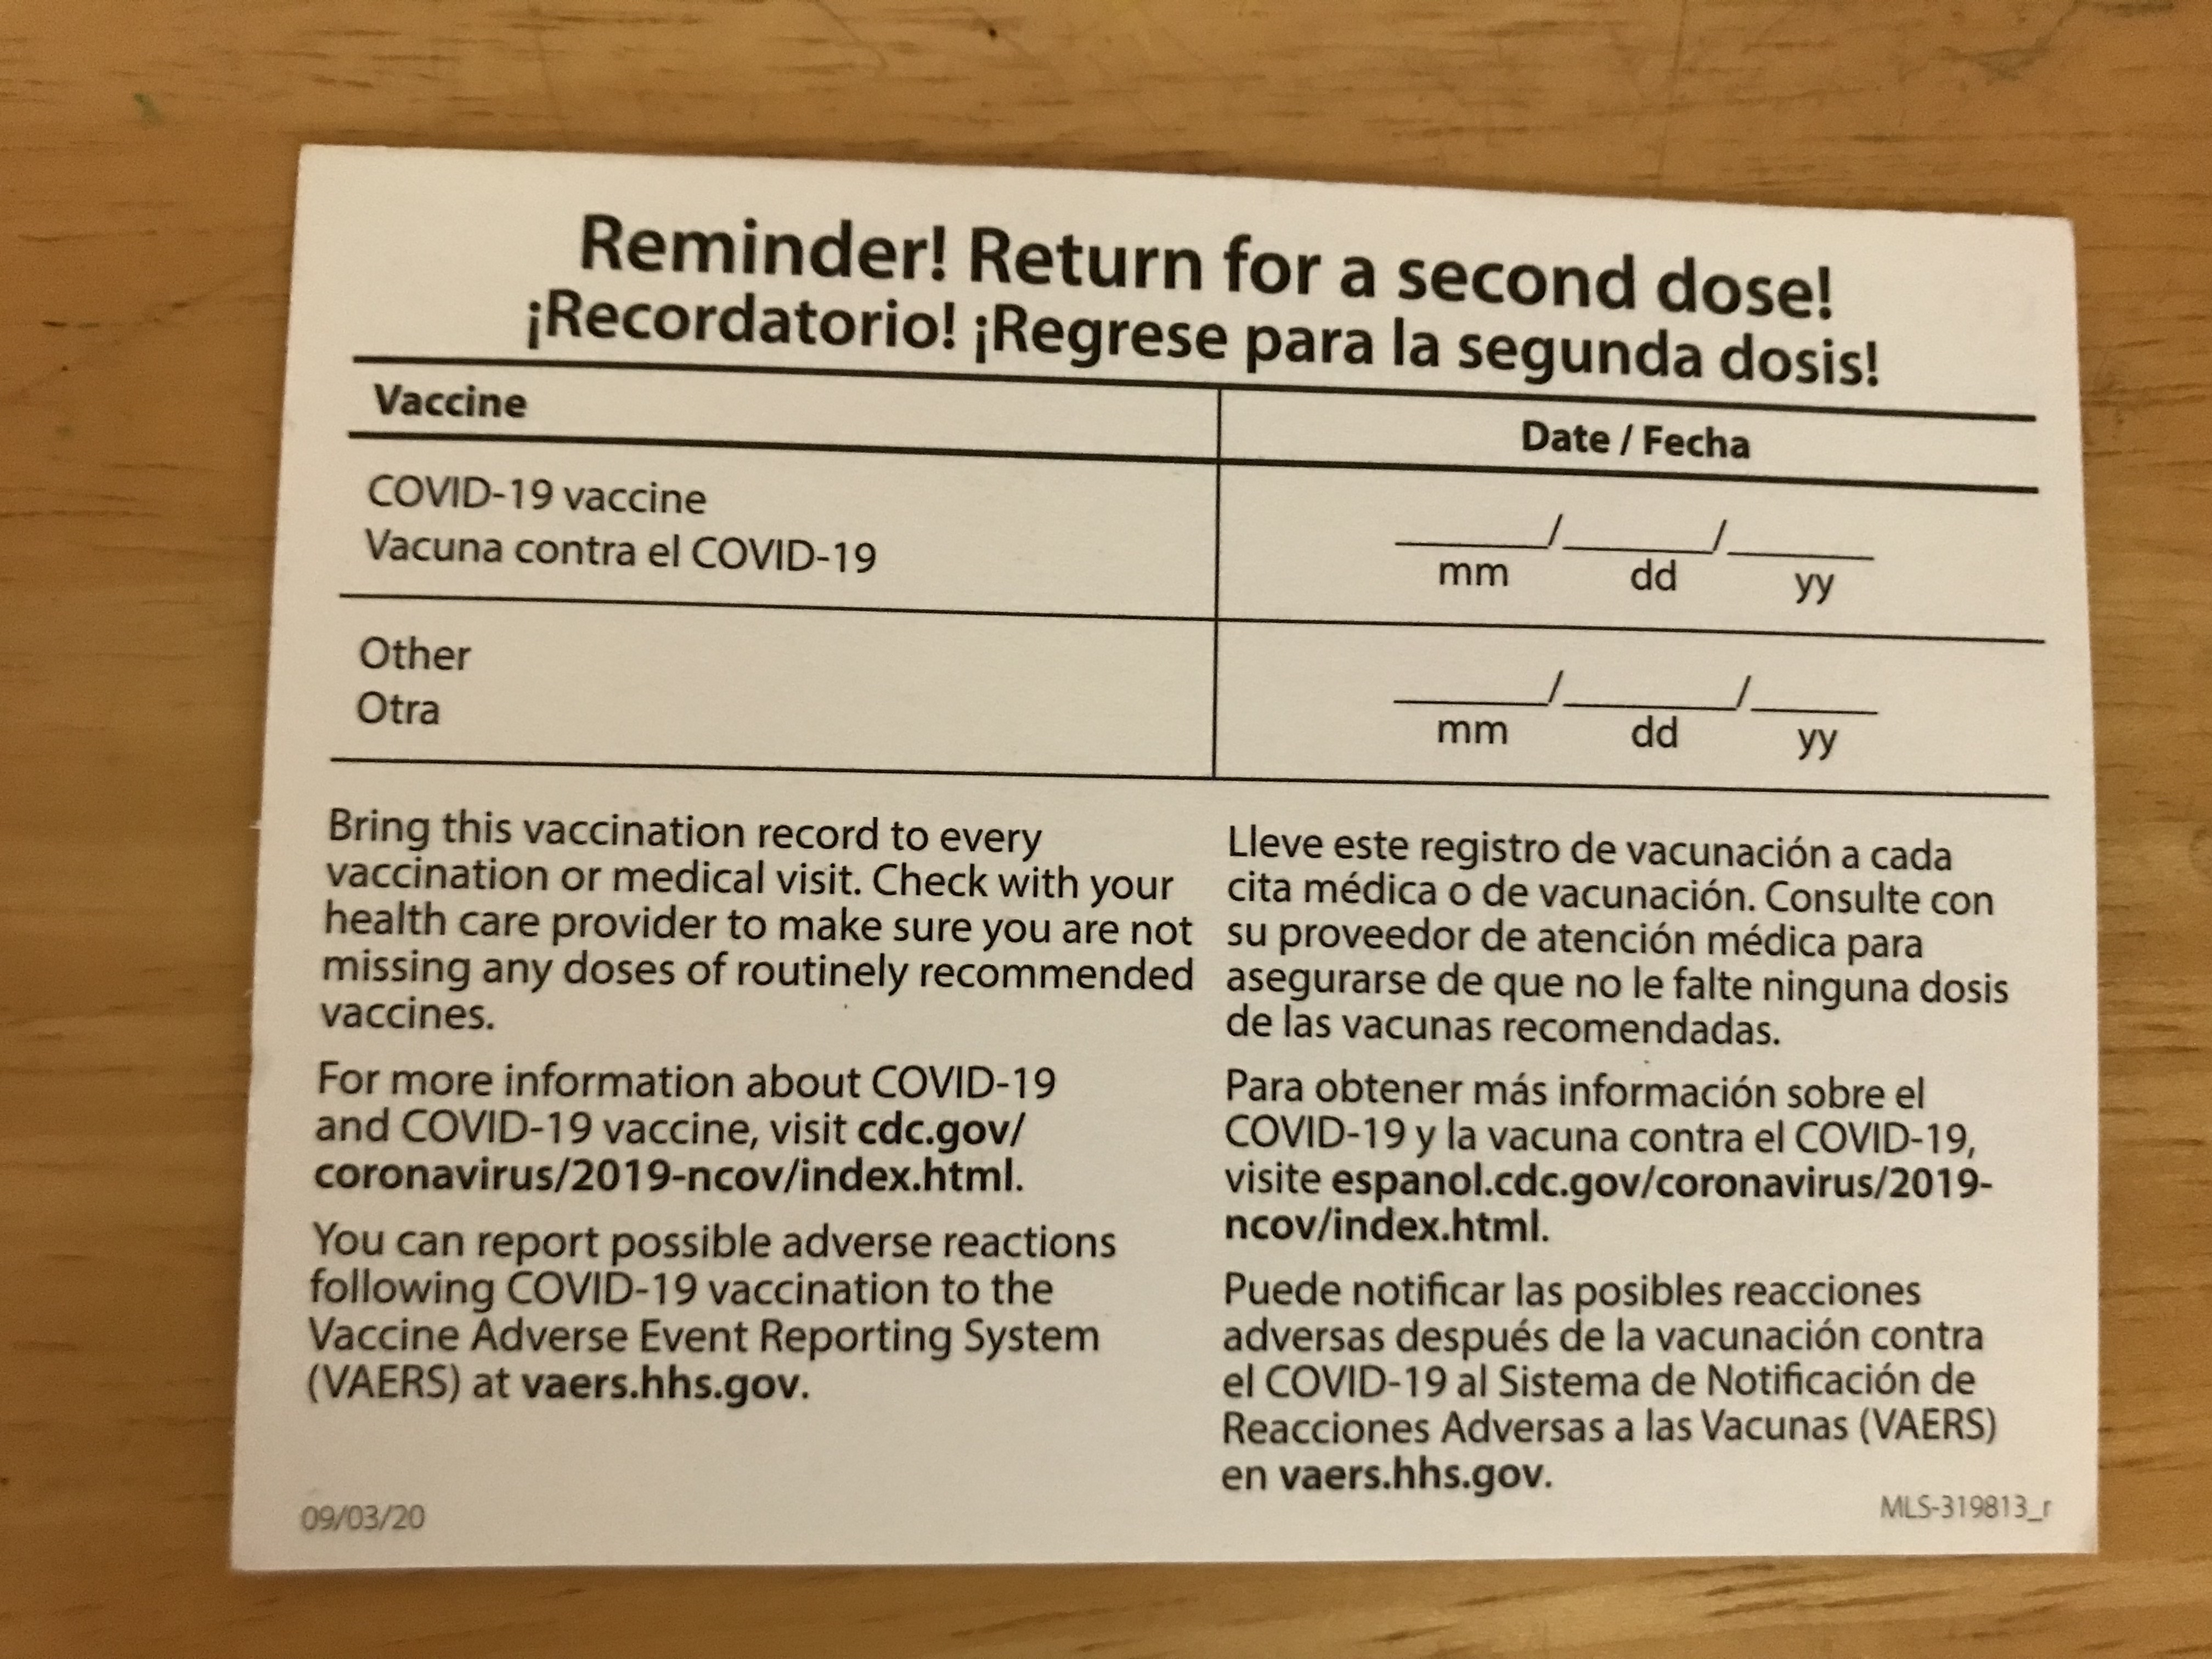 Reminder! Return for a second dose!
¡Recordatorio! ¡Regrese para la segunda dosis!
Vaccine
Date / Fecha
COVID-19 vaccine
Vacuna contra el COVID-19
____/____/____
mm dd yy
Other
Otra
____/____/____
mm dd yy
Bring this vaccination record to every
vaccination or medical visit. Check with your
health care provider to make sure you are not
missing any doses of routinely recommended
vaccines.
For more information about COVID-19
and COVID-19 vaccine, visit cdc.gov/
coronavirus/2019-ncov/index.html.
You can report possible adverse reactions
following COVID-19 vaccination to the
Vaccine Adverse Event Reporting System
(VAERS) at vaers.hhs.gov.
Lleve este registro de vacunación a cada
cita médica o de vacunación. Consulte con
su proveedor de atención médica para
asegurarse de que no le falte ninguna dosis
de las vacunas recomendadas.
Para obtener más información sobre el
COVID-19 y la vacuna contra el COVID-19,
visite espanol.cdc.gov/coronavirus/2019-
ncov/index.html.
Puede notificar las posibles reacciones
adversas después de la vacunación contra
el COVID-19 al Sistema de Notificación de
Reacciones Adversas a las Vacunas (VAERS)
en vaers.hhs.gov.
09/03/20
MLS-319813_r